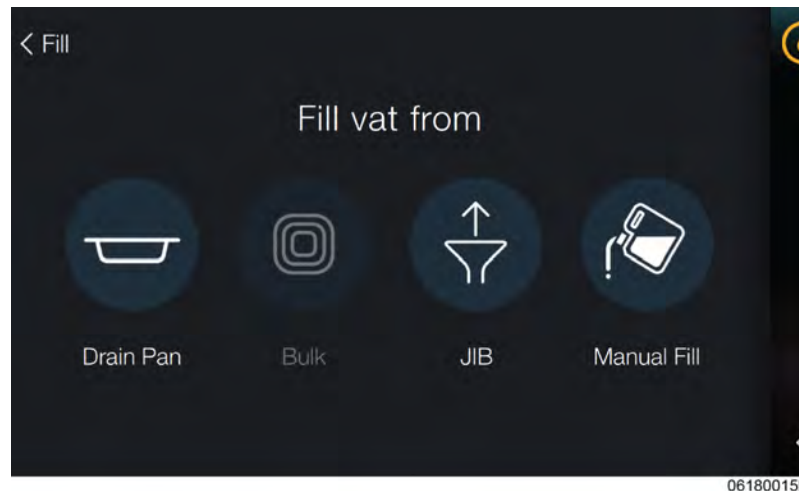 < Fill
Fill vat from
Drain Pan
Bulk
JIB
Manual Fill
06180015